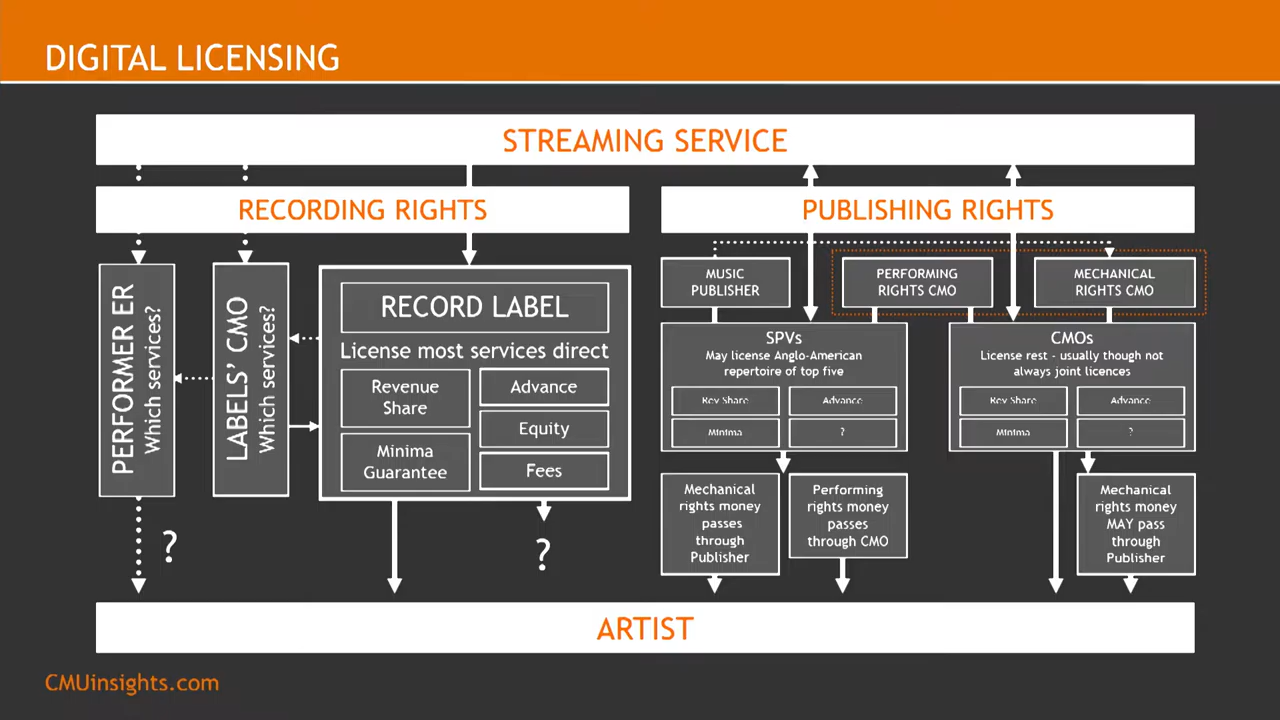 DIGITAL LICENSING
STREAMING SERVICE
RECORDING RIGHTS
PUBLISHING RIGHTS
PERFORMER ER
Which services?
LABELS' CMO
Which services?
RECORD LABEL
License most services direct
Revenue
Share
Advance
Equity
Minima
Guarantee
Fees
MUSIC
PUBLISHER
PERFORMING
RIGHTS CMO
MECHANICAL
RIGHTS CMO
SPVs
May license Anglo-American
repertoire of top five
Rev Share
Advance
Minima
?
CMOs
License rest - usually though not
always joint licences
Rev Share
Advance
Minima
?
Mechanical
rights money
passes
through
Publisher
Performing
rights money
passes
through CMO
Mechanical
rights money
MAY pass
through
Publisher
?
?
ARTIST
CMUinsights.com